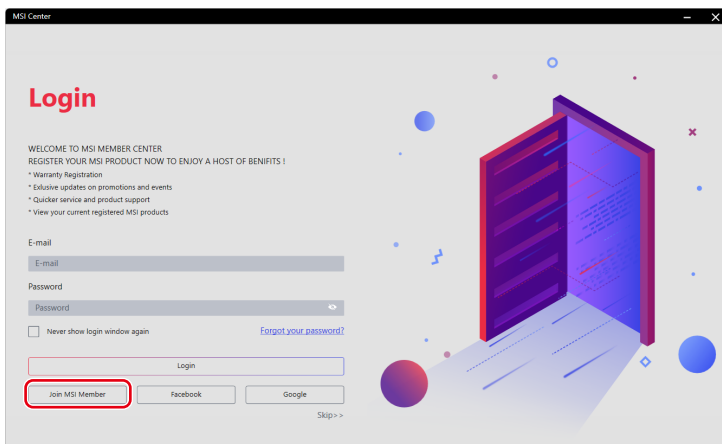 MSI Center
Login
WELCOME TO MSI MEMBER CENTER
REGISTER YOUR MSI PRODUCT NOW TO ENJOY A HOST OF BENIFITS !
* Warranty Registration
* Exlusive updates on promotions and events
* Quicker service and product support
* View your current registered MSI products
E-mail
E-mail
Password
Password
Never show login window again
Forgot your password?
Login
Join MSI Member
Facebook
Google
Skip>>